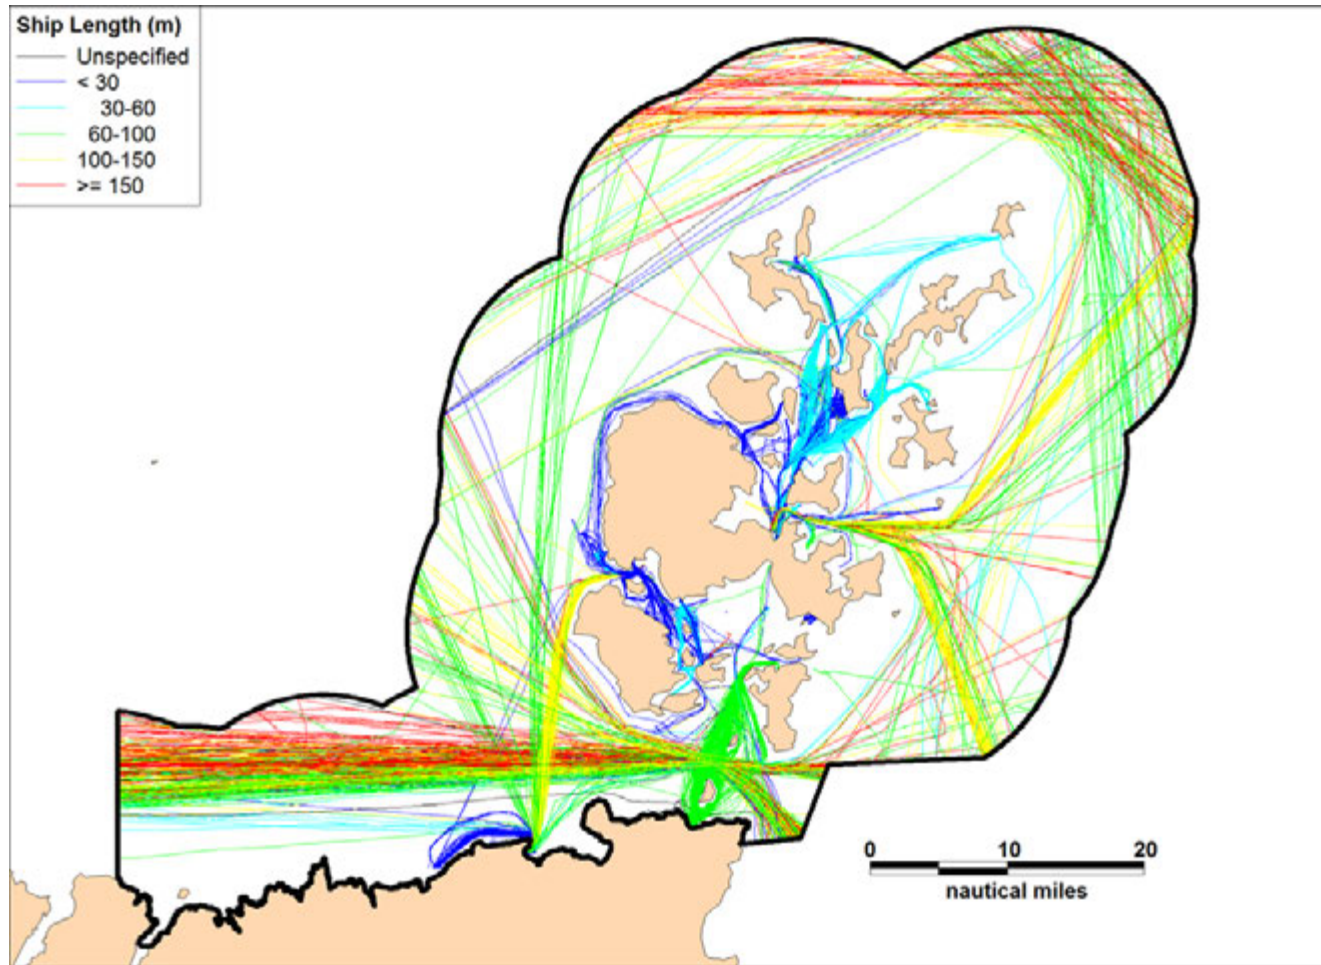 Ship Length (m)
Unspecified
< 30
30-60
60-100
100-150
>= 150
0 10 20
nautical miles